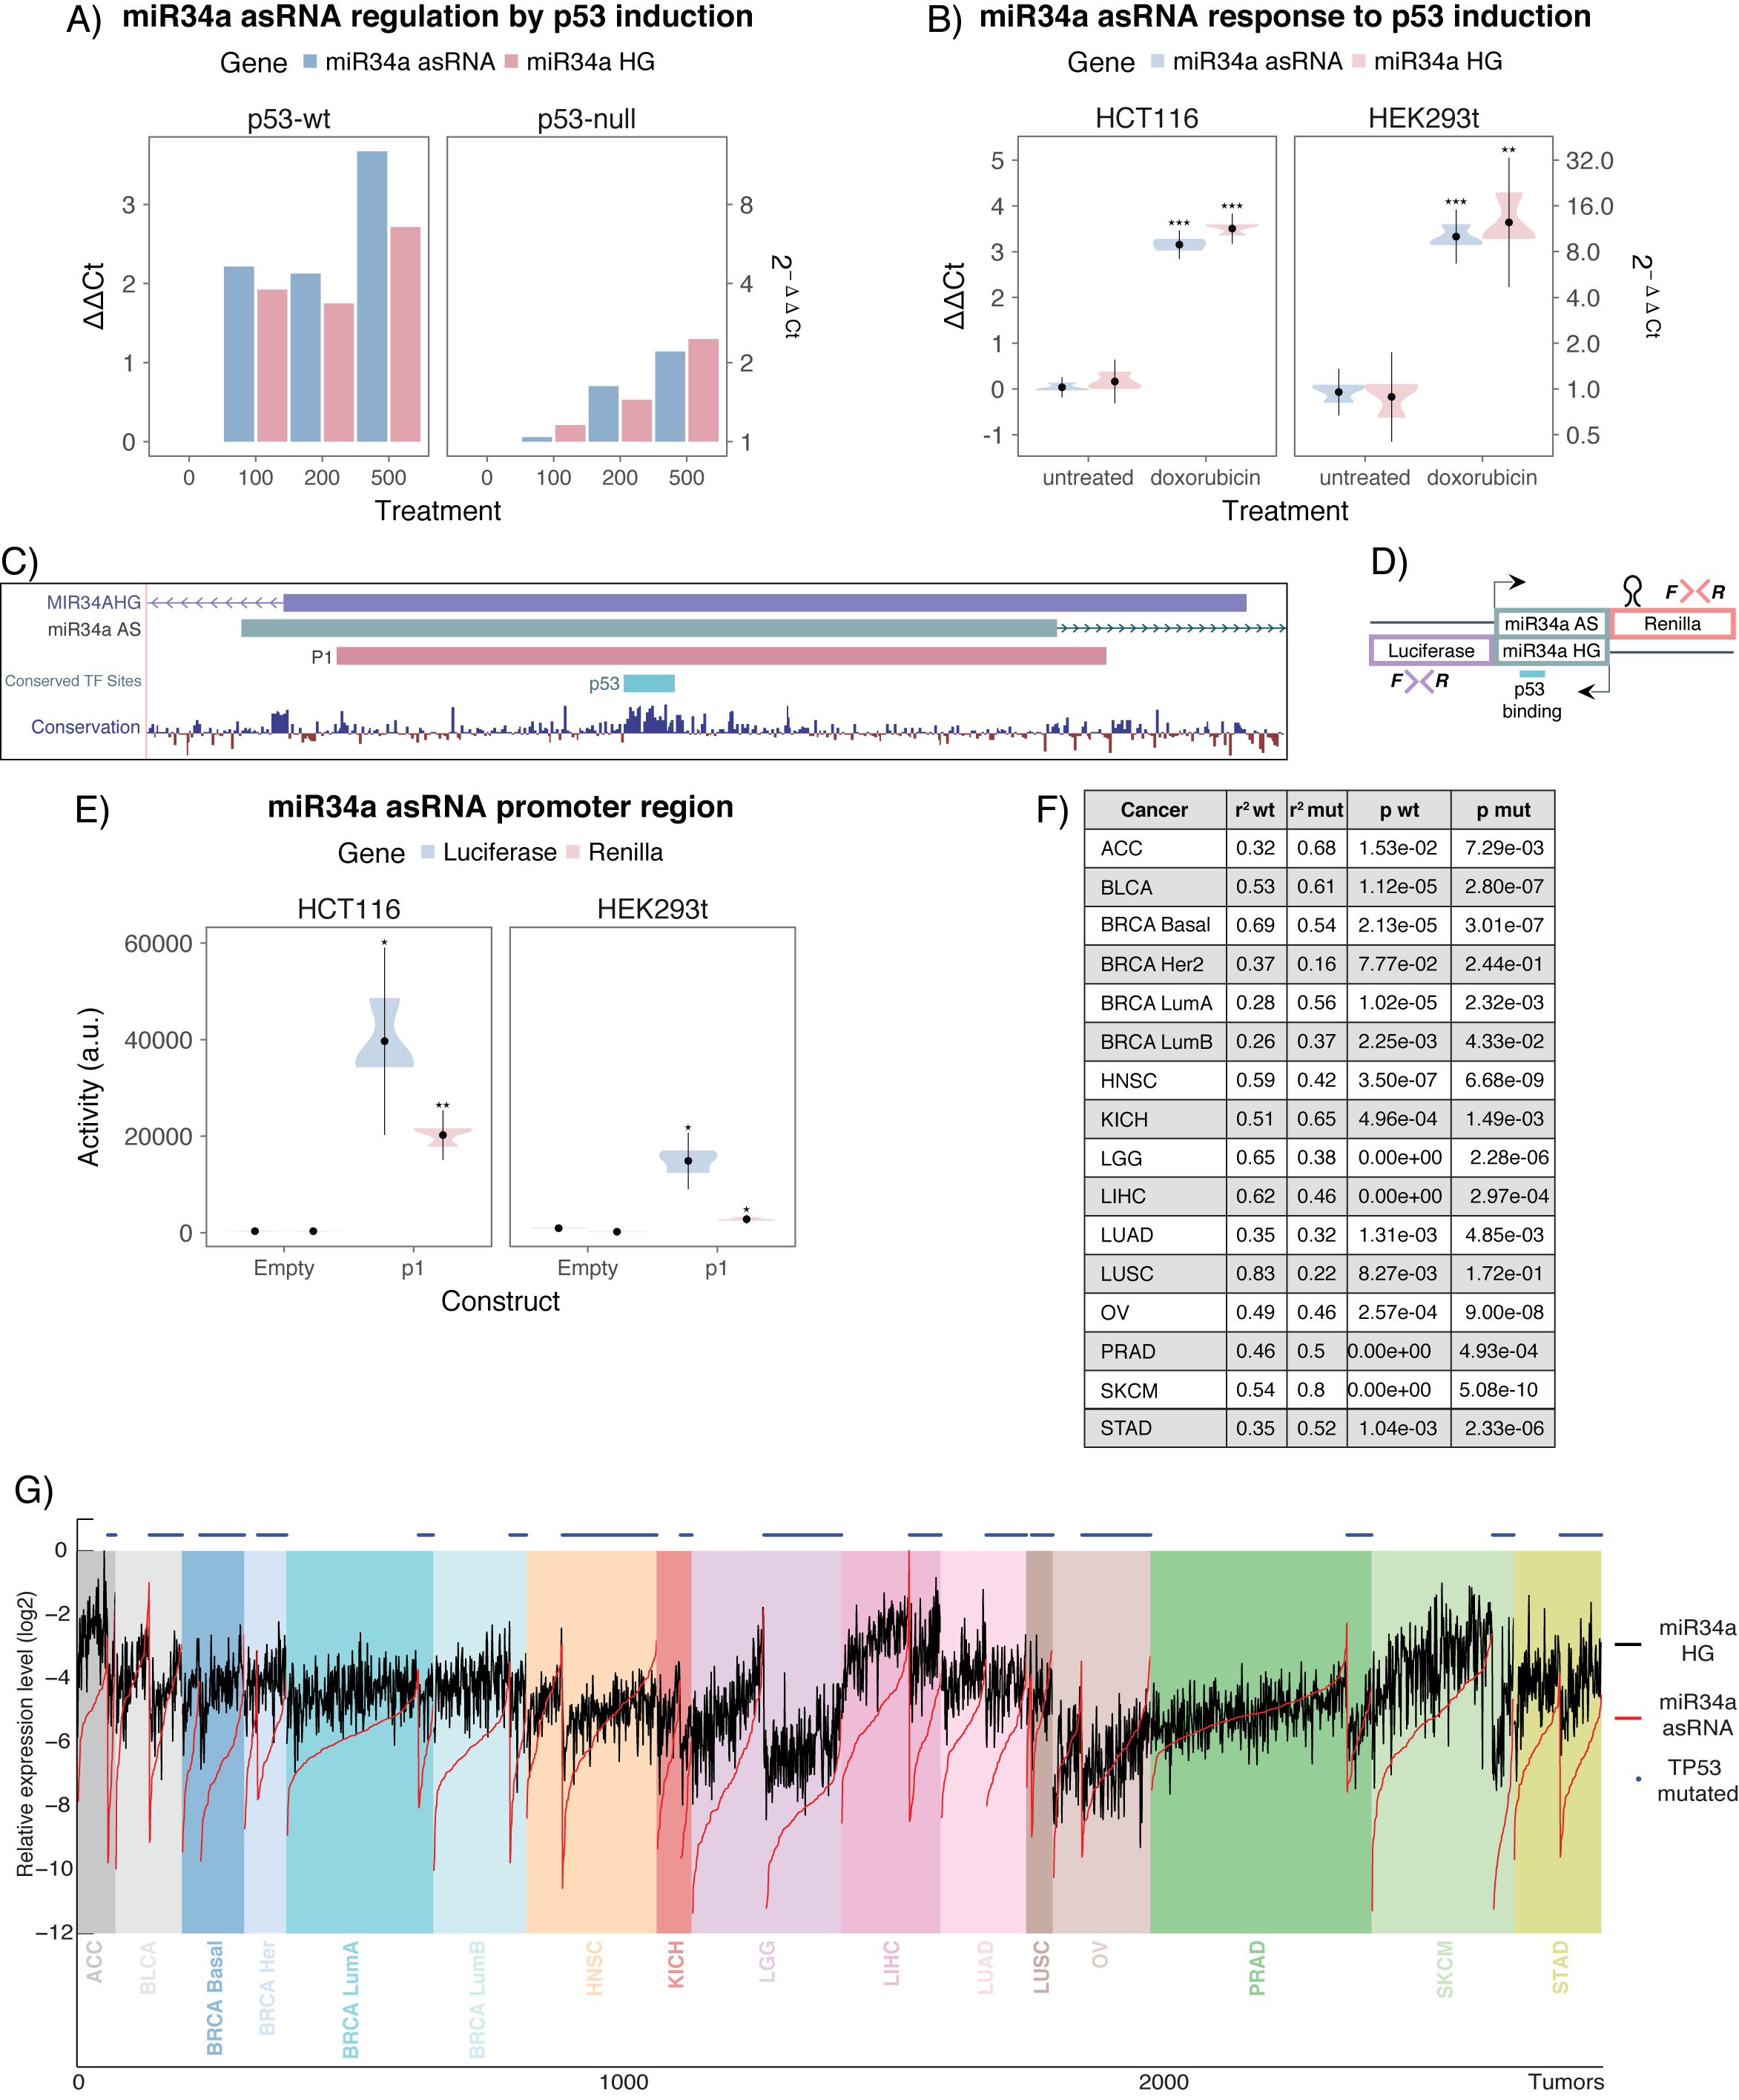 A) miR34a asRNA regulation by p53 induction
Gene miR34a asRNA miR34a HG
p53-wt p53-null
3 8
2 4
1 2
0 1
ΔΔCt
2^-ΔΔCt
0 100 200 500 0 100 200 500
Treatment
B) miR34a asRNA response to p53 induction
Gene miR34a asRNA miR34a HG
HCT116 HEK293t
5 32.0
4 16.0
3 8.0
2 4.0
1 2.0
0 1.0
-1 0.5
ΔΔCt
2^-ΔΔCt
*** *** *** **
untreated doxorubicin untreated doxorubicin
Treatment
C)
MIR34AHG
miR34a AS
P1
Conserved TF Sites p53
Conservation
D)
F R
miR34a AS Renilla
Luciferase miR34a HG
F R
p53
binding
E) miR34a asRNA promoter region
Gene Luciferase Renilla
HCT116 HEK293t
60000
40000
20000
0
Activity (a.u.)
* ** * *
Empty p1 Empty p1
Construct
F)
Cancer r² wt r² mut p wt p mut
ACC 0.32 0.68 1.53e-02 7.29e-03
BLCA 0.53 0.61 1.12e-05 2.80e-07
BRCA Basal 0.69 0.54 2.13e-05 3.01e-07
BRCA Her2 0.37 0.16 7.77e-02 2.44e-01
BRCA LumA 0.28 0.56 1.02e-05 2.32e-03
BRCA LumB 0.26 0.37 2.25e-03 4.33e-02
HNSC 0.59 0.42 3.50e-07 6.68e-09
KICH 0.51 0.65 4.96e-04 1.49e-03
LGG 0.65 0.38 0.00e+00 2.28e-06
LIHC 0.62 0.46 0.00e+00 2.97e-04
LUAD 0.35 0.32 1.31e-03 4.85e-03
LUSC 0.83 0.22 8.27e-03 1.72e-01
OV 0.49 0.46 2.57e-04 9.00e-08
PRAD 0.46 0.5 0.00e+00 4.93e-04
SKCM 0.54 0.8 0.00e+00 5.08e-10
STAD 0.35 0.52 1.04e-03 2.33e-06
G)
0
−2
−4
−6
−8
−10
−12
Relative expression level (log2)
miR34a
HG
miR34a
asRNA
TP53
mutated
ACC
BLCA
BRCA Basal
BRCA Her
BRCA LumA
BRCA LumB
HNSC
KICH
LGG
LIHC
LUAD
LUSC
OV
PRAD
SKCM
STAD
0 1000 2000 Tumors